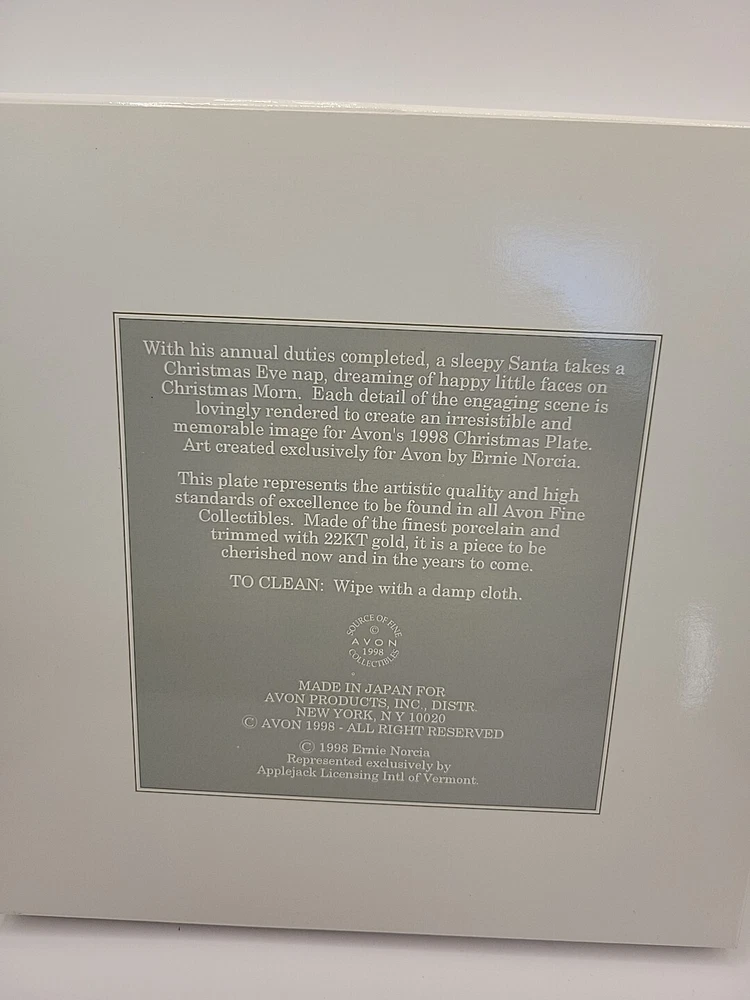 With his annual duties completed, a sleepy Santa takes a
Christmas Eve nap, dreaming of happy little faces on
Christmas Morn. Each detail of the engaging scene is
lovingly rendered to create an irresistible and
memorable image for Avon's 1998 Christmas Plate.
Art created exclusively for Avon by Ernie Norcia.
This plate represents the artistic quality and high
standards of excellence to be found in all Avon Fine
Collectibles. Made of the finest porcelain and
trimmed with 22KT gold, it is a piece to be
cherished now and in the years to come.
TO CLEAN: Wipe with a damp cloth.
SOURCE OF FINE
©
AVON
1998
COLLECTIBLES
MADE IN JAPAN FOR
AVON PRODUCTS, INC., DISTR.
NEW YORK, N Y 10020
© AVON 1998 - ALL RIGHT RESERVED
© 1998 Ernie Norcia
Represented exclusively by
Applejack Licensing Intl of Vermont.